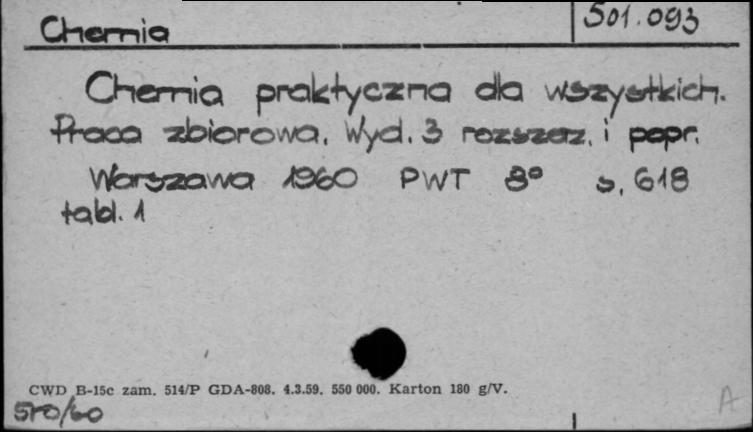 Chemia
501.093
Chemia praktyczna dla wszystkich.
Praca zbiorowa. Wyd. 3 rozszerz. i popr.
Warszawa 1960 PWT 8° s. 618
tabl. 1
CWD B-15c zam. 514/P GDA-808. 4.3.59. 550 000. Karton 180 g/V.
510/60
A